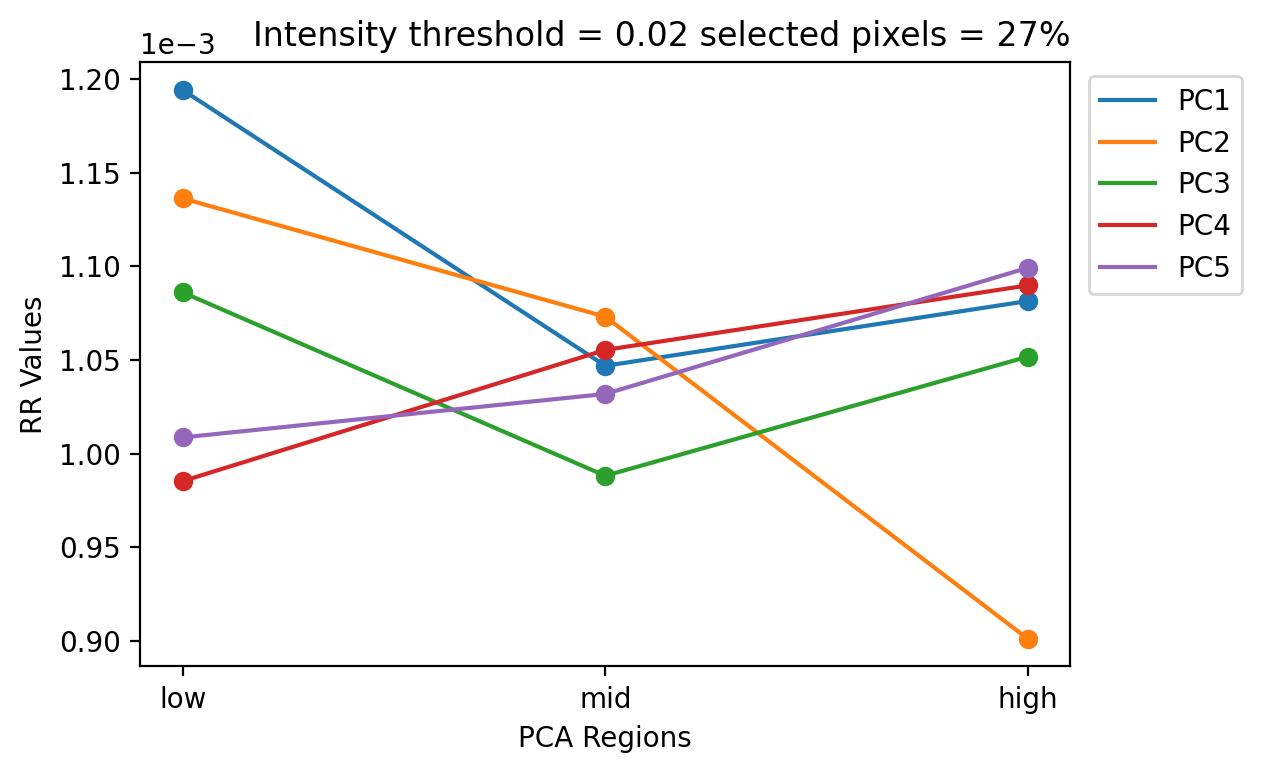 Intensity threshold = 0.02 selected pixels = 27%
1e−3
1.20
1.15
1.10
1.05
1.00
0.95
0.90
RR Values
low
mid
high
PCA Regions
PC1
PC2
PC3
PC4
PC5